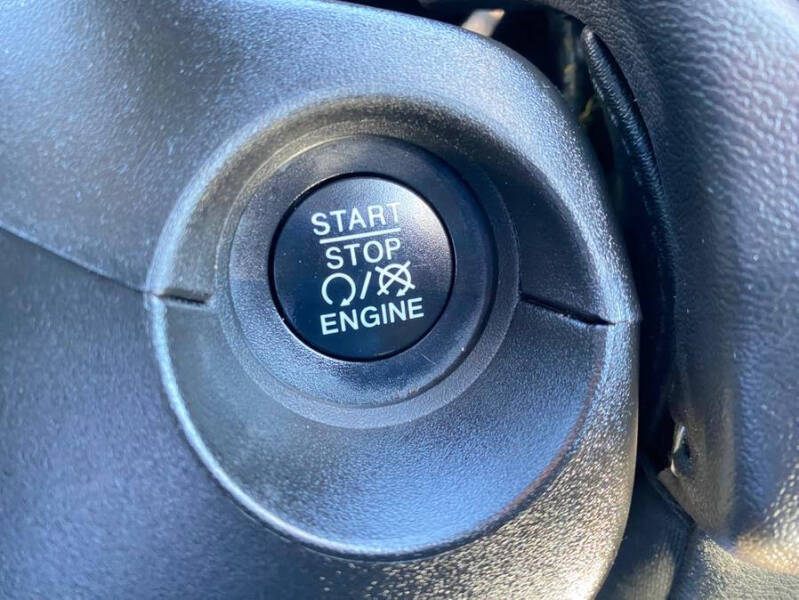 START
STOP
/
ENGINE